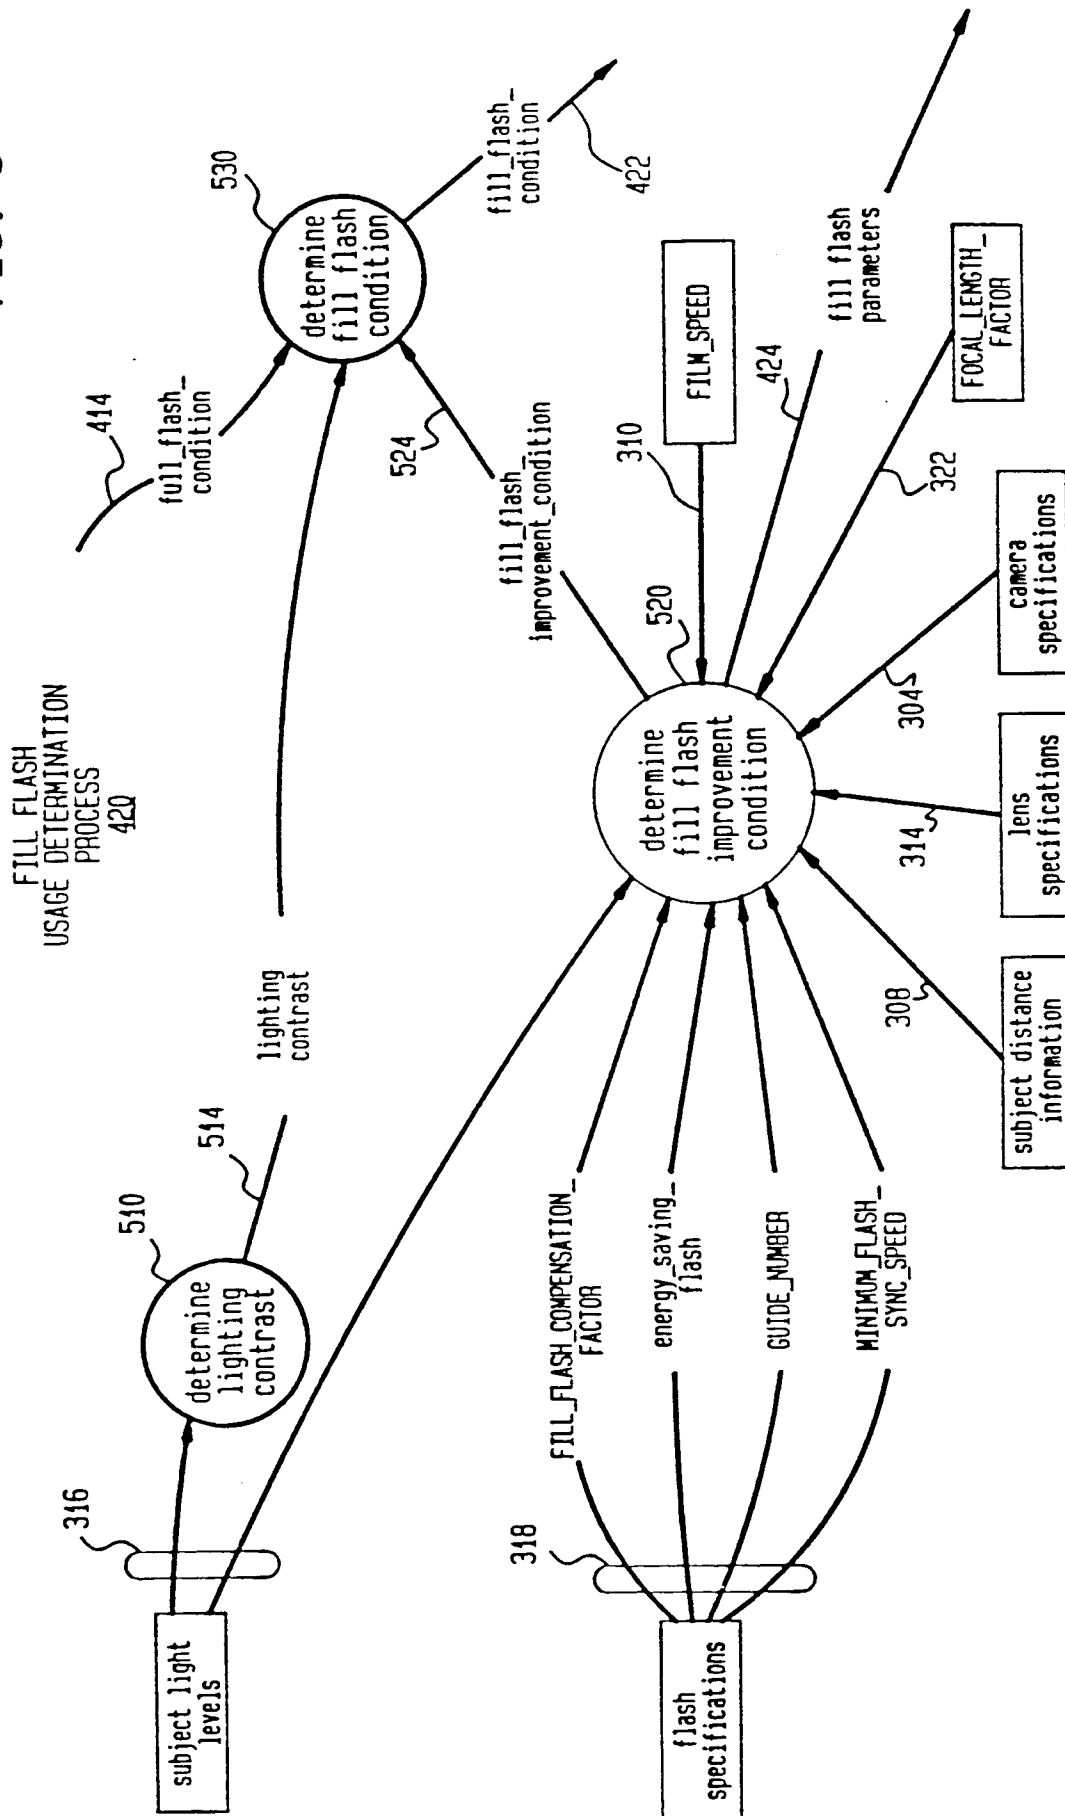 FILL FLASH
USAGE DETERMINATION
PROCESS
420
414
full_flash_
condition
530
determine
fill flash
condition
fill_flash_
condition
422
316
subject light
levels
510
determine
lighting
contrast
514
lighting
contrast
524
fill_flash_
improvement_condition
318
flash
specifications
FILL_FLASH_COMPENSATION_
FACTOR
energy_saving_
flash
GUIDE_NUMBER
MINIMUM_FLASH_
SYNC_SPEED
520
determine
fill flash
improvement
condition
310
FILM_SPEED
424
fill flash
parameters
322
FOCAL_LENGTH_
FACTOR
304
camera
specifications
314
lens
specifications
308
subject distance
information